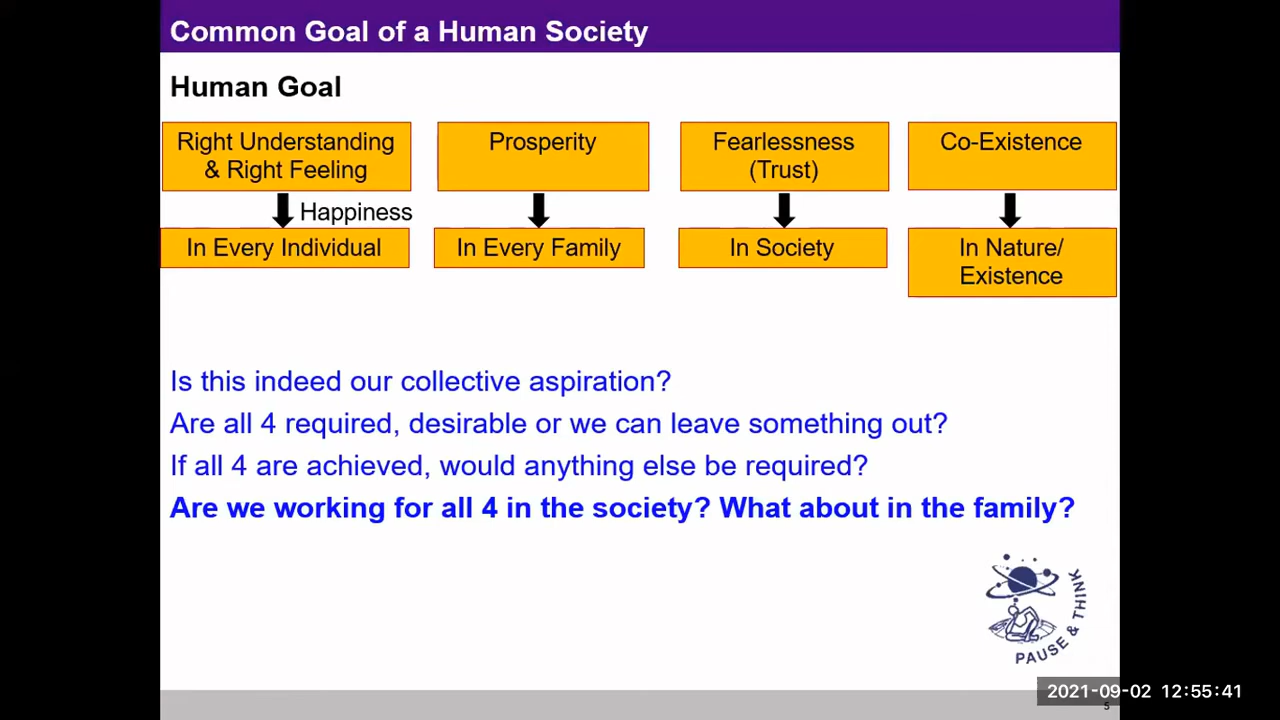 Common Goal of a Human Society
Human Goal
Right Understanding
& Right Feeling
Prosperity
Fearlessness
(Trust)
Co-Existence
Happiness
In Every Individual
In Every Family
In Society
In Nature/
Existence
Is this indeed our collective aspiration?
Are all 4 required, desirable or we can leave something out?
If all 4 are achieved, would anything else be required?
Are we working for all 4 in the society? What about in the family?
PAUSE & THINK
2021-09-02 12:55:41
5